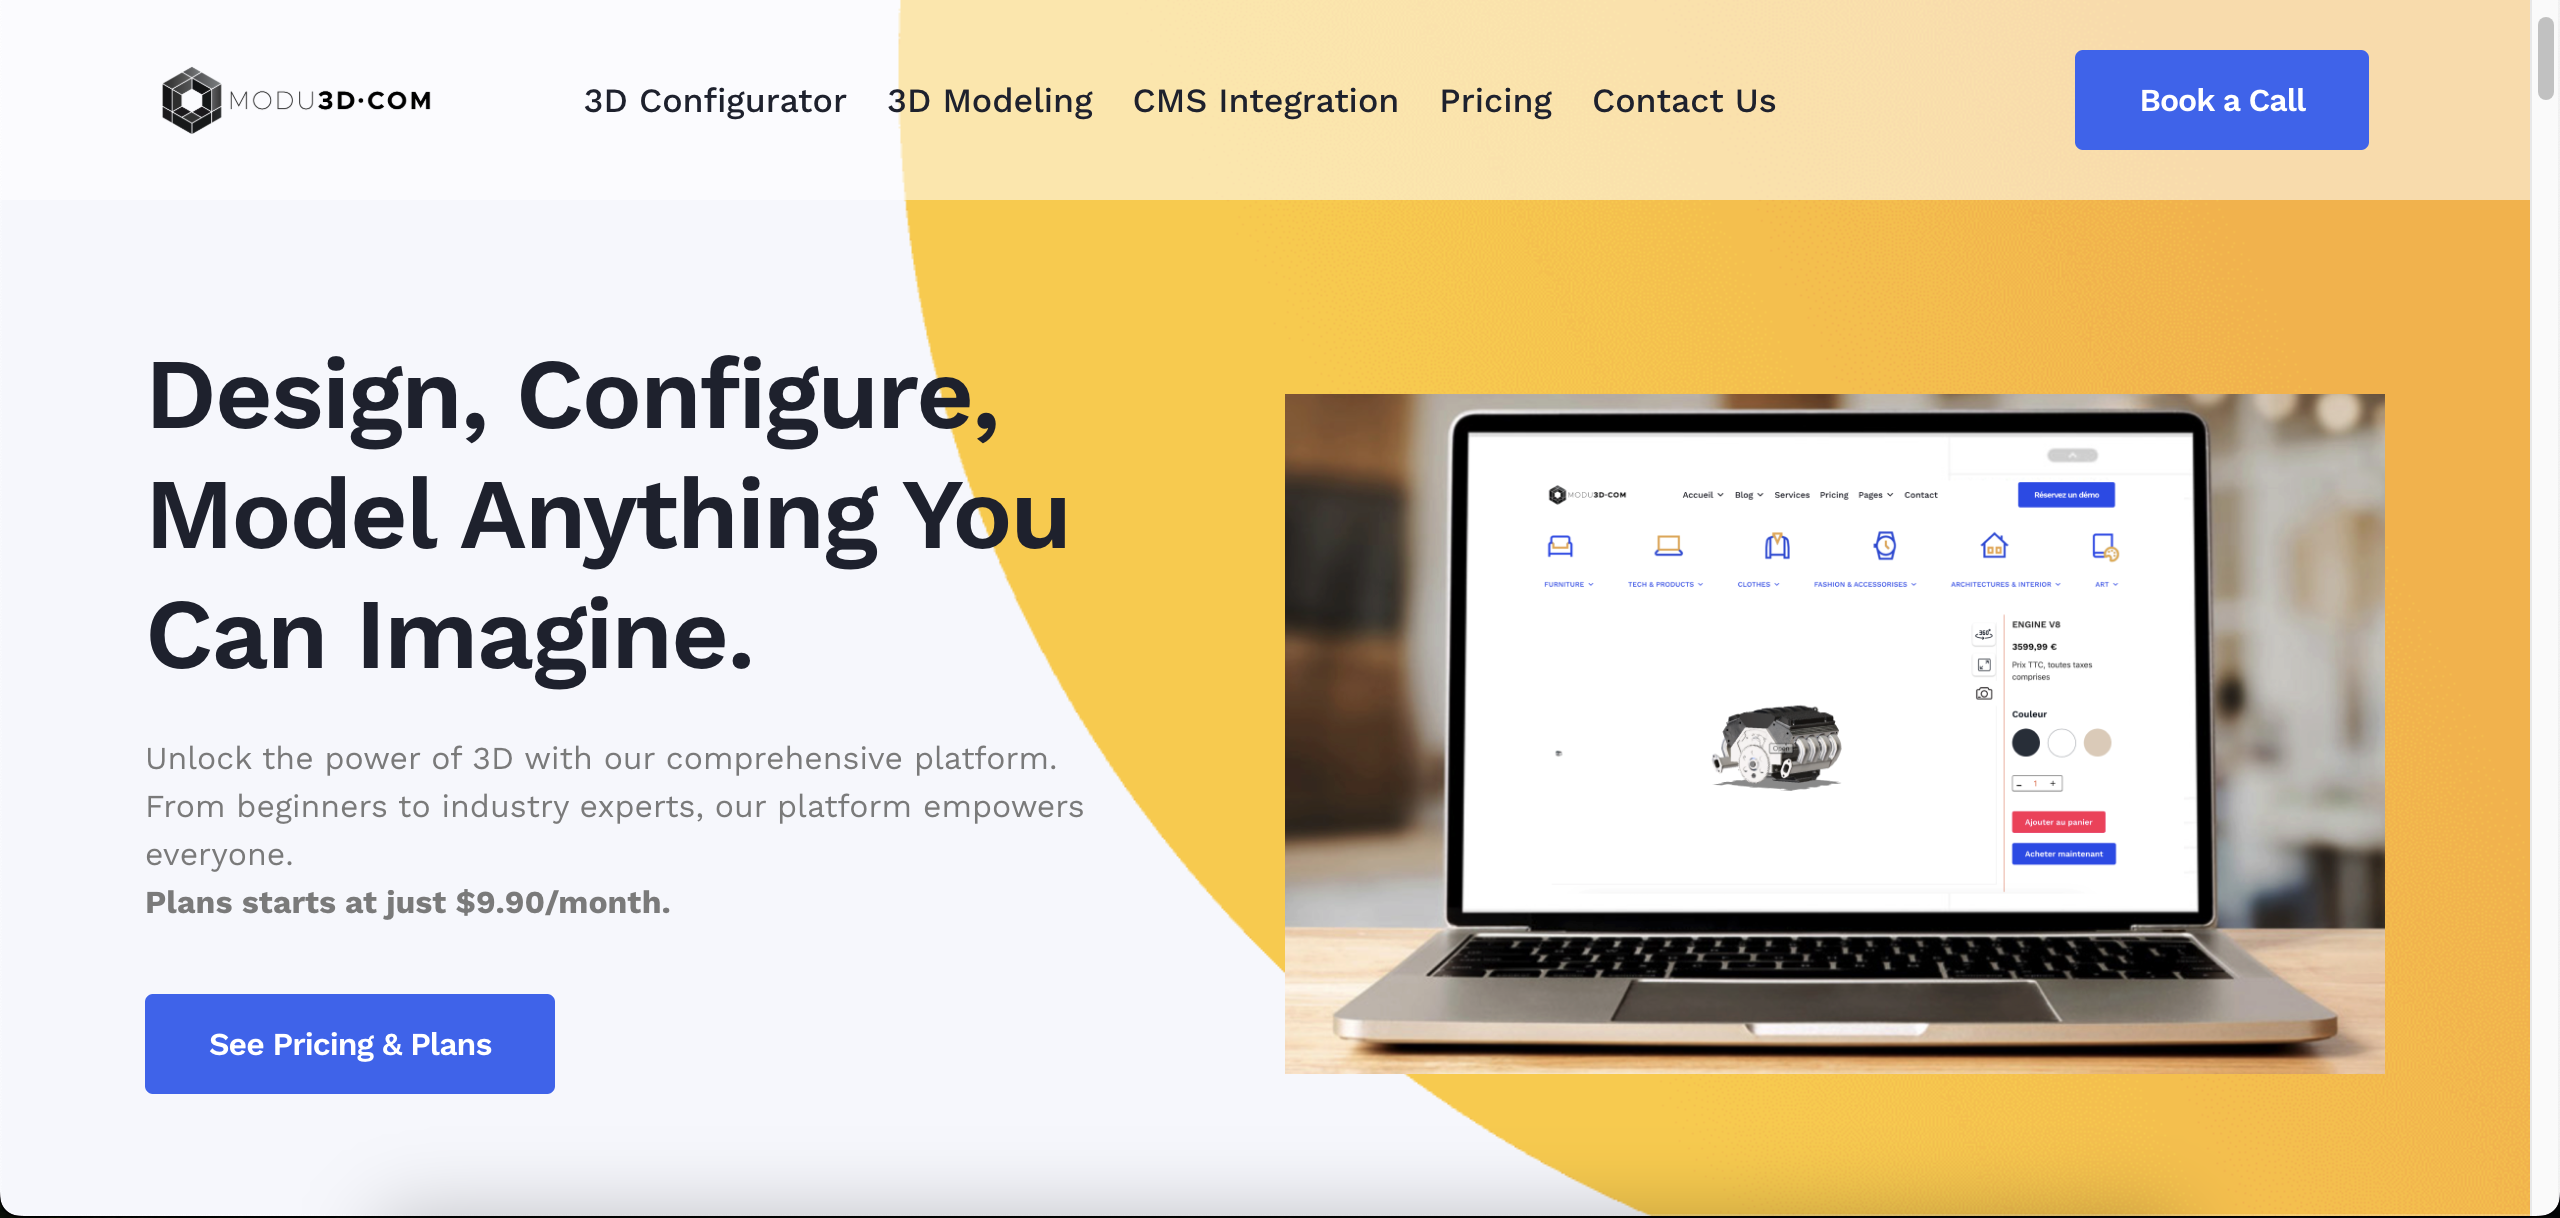 MODU3D·COM
3D Configurator
3D Modeling
CMS Integration
Pricing
Contact Us
Book a Call
Design, Configure,
Model Anything You
Can Imagine.
Unlock the power of 3D with our comprehensive platform.
From beginners to industry experts, our platform empowers
everyone.
Plans starts at just $9.90/month.
See Pricing & Plans
MODU3D·COM
Accueil
Blog
Services
Pricing
Pages
Contact
Réservez un démo
FURNITURE
TECH & PRODUCTS
CLOTHES
FASHION & ACCESSORISES
ARCHITECTURES & INTERIOR
ART
360°
ENGINE V8
3599,99 €
Prix TTC, toutes taxes
comprises
Couleur
- 1 +
Ajouter au panier
Acheter maintenant